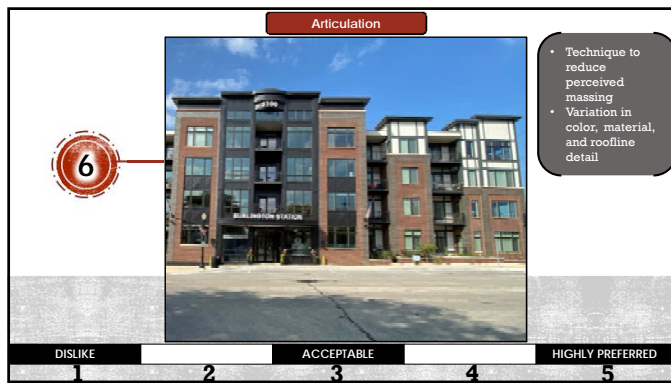 Articulation
• Technique to
reduce
perceived
massing
• Variation in
color, material,
and roofline
detail
6
BURLINGTON STATION
DISLIKE
ACCEPTABLE
HIGHLY PREFERRED
1 2 3 4 5